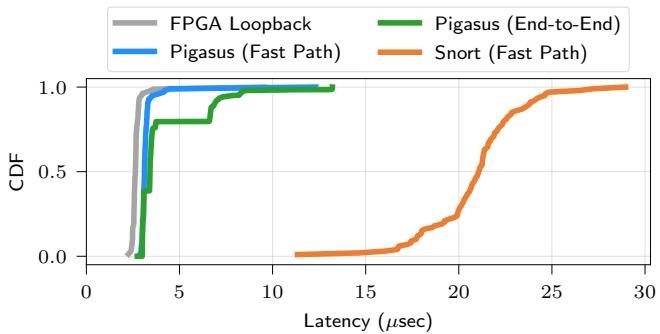 FPGA Loopback
Pigasus (Fast Path)
Pigasus (End-to-End)
Snort (Fast Path)
1.0
0.5
0.0
CDF
0 5 10 15 20 25 30
Latency (μsec)